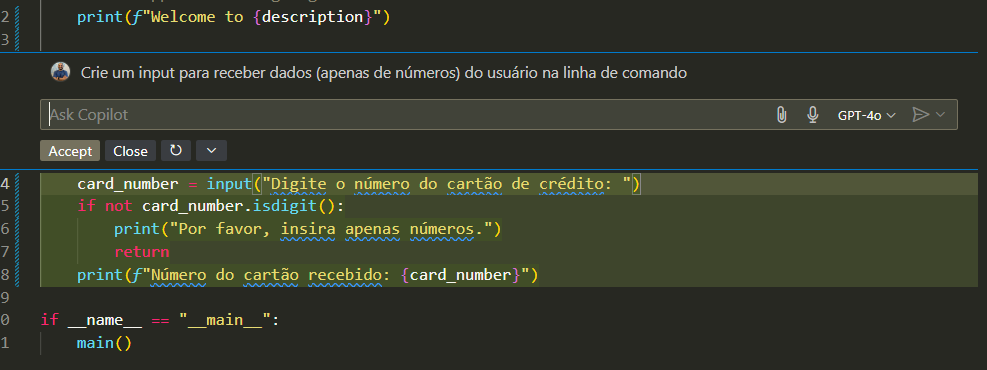 2 print(f"Welcome to {description}")
3
Crie um input para receber dados (apenas de números) do usuário na linha de comando
Ask Copilot GPT-4o
Accept Close
4 card_number = input("Digite o número do cartão de crédito: ")
5 if not card_number.isdigit():
6 print("Por favor, insira apenas números.")
7 return
8 print(f"Número do cartão recebido: {card_number}")
9
0 if __name__ == "__main__":
1 main()